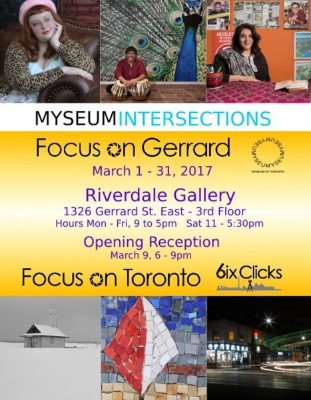 MYSEUMINTERSECTIONS
Focus on Gerrard
March 1 - 31, 2017
Riverdale Gallery
1326 Gerrard St. East - 3rd Floor
Hours Mon - Fri, 9 to 5pm Sat 11 - 5:30pm
Opening Reception
March 9, 6 - 9pm
Focus on Toronto
6ix Clicks